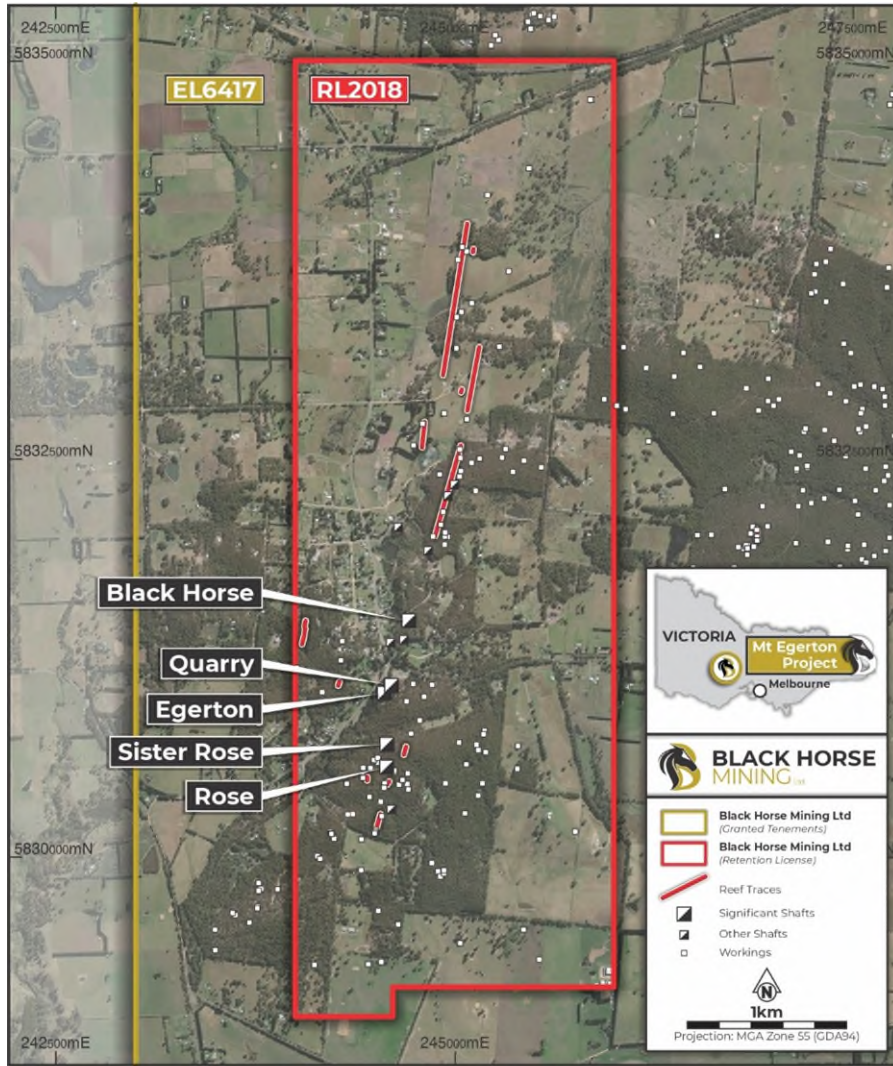 242500mE
245000mE
247500mE
5835000mN
5835000mN
EL6417
RL2018
5832500mN
5832500mN
Black Horse
Quarry
Egerton
Sister Rose
Rose
5830000mN
242500mE
245000mE
VICTORIA
Mt Egerton
Project
Melbourne
BLACK HORSE
MINING Ltd
Black Horse Mining Ltd
(Granted Tenements)
Black Horse Mining Ltd
(Retention License)
Reef Traces
Significant Shafts
Other Shafts
Workings
N
1km
Projection: MGA Zone 55 (GDA94)